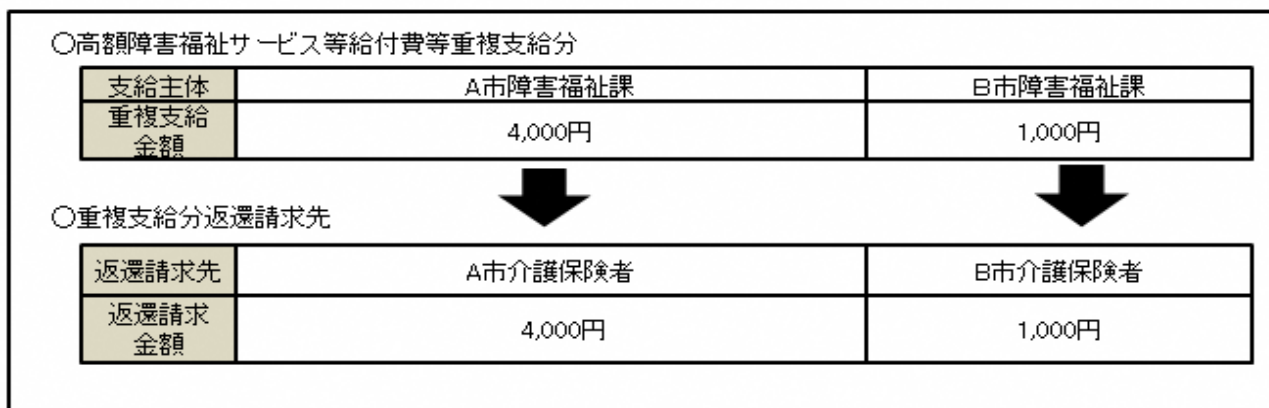 ○高額障害福祉サービス等給付費等重複支給分
支給主体 A市障害福祉課 B市障害福祉課
重複支給
金額 4,000円 1,000円
○重複支給分返還請求先
返還請求先 A市介護保険者 B市介護保険者
返還請求
金額 4,000円 1,000円